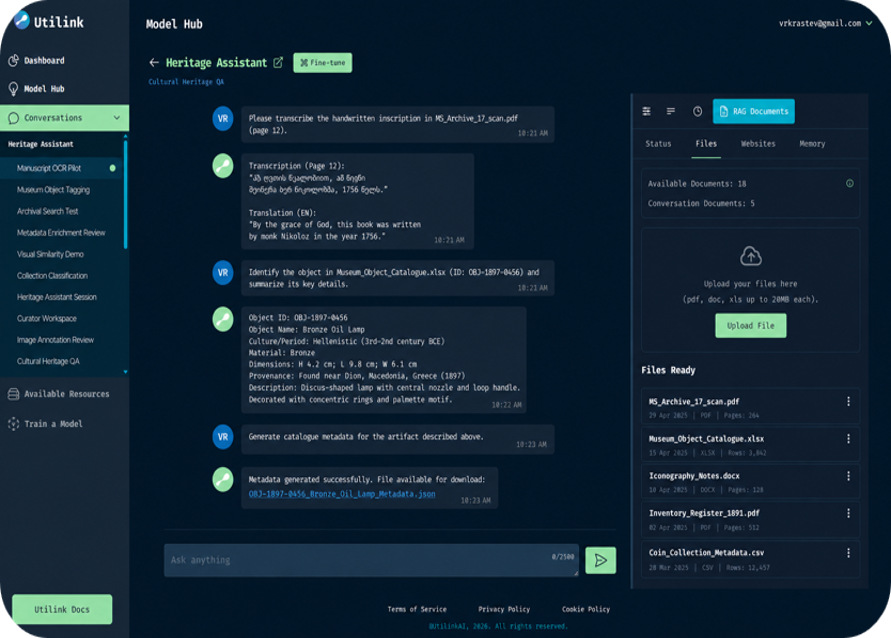 Utilink
Model Hub
vrkrastev@gmail.com
Dashboard
Model Hub
Conversations
Heritage Assistant
Manuscript OCR Pilot
Museum Object Tagging
Archival Search Test
Metadata Enrichment Review
Visual Similarity Demo
Collection Classification
Heritage Assistant Session
Curator Workspace
Image Annotation Review
Cultural Heritage QA
Available Resources
Train a Model
Utilink Docs
Heritage Assistant
Fine-tune
Cultural Heritage QA
VR
Please transcribe the handwritten inscription in MS_Archive_17_scan.pdf
(page 12).
10:21 AM
Transcription (Page 12):
ღვთის
1756 წელს."
Translation (EN):
"By the grace of God, this book was written
by monk Nikoloz in the year 1756."
10:21 AM
VR
Identify the object in Museum_Object_Catalogue.xlsx (ID: OBJ-1897-0456) and
summarize its key details.
10:21 AM
Object ID: OBJ-1897-0456
Object Name: Bronze Oil Lamp
Culture/Period: Hellenistic (3rd–2nd century BCE)
Material: Bronze
Dimensions: H 4.2 cm; L 9.8 cm; W 6.1 cm
Provenance: Found near Dion, Macedonia, Greece (1897)
Description: Discus-shaped lamp with central nozzle and loop handle.
Decorated with concentric rings and palmette motif.
10:22 AM
VR
Generate catalogue metadata for the artifact described above.
10:23 AM
Metadata generated successfully. File available for download:
OBJ-1897-0456_Bronze_Oil_Lamp_Metadata.json
10:23 AM
Ask anything
0/2500
RAG Documents
Status Files Websites Memory
Available Documents: 18
Conversation Documents: 5
Upload your files here
(pdf, doc, xls up to 20MB each).
Upload File
Files Ready
MS_Archive_17_scan.pdf
29 Apr 2025 | PDF | Pages: 264
Museum_Object_Catalogue.xlsx
15 Apr 2025 | XLSX | Rows: 3,842
Iconography_Notes.docx
10 Apr 2025 | DOCX | Pages: 128
Inventory_Register_1891.pdf
02 Apr 2025 | PDF | Pages: 512
Coin_Collection_Metadata.csv
28 Mar 2025 | CSV | Rows: 12,457
Terms of Service Privacy Policy Cookie Policy
©UtilinkAI, 2026. All rights reserved.